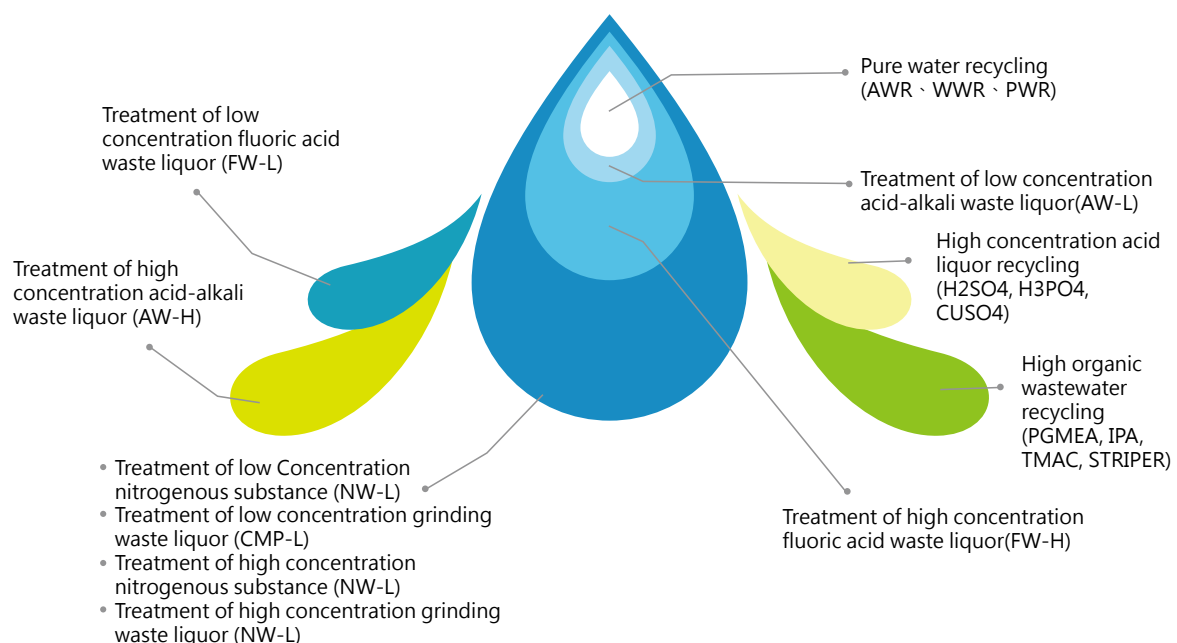 Treatment of low
concentration fluoric acid
waste liquor (FW-L)
Treatment of high
concentration acid-alkali
waste liquor (AW-H)
• Treatment of low Concentration
nitrogenous substance (NW-L)
• Treatment of low concentration grinding
waste liquor (CMP-L)
• Treatment of high concentration
nitrogenous substance (NW-L)
• Treatment of high concentration grinding
waste liquor (NW-L)
Pure water recycling
(AWR、WWR、PWR)
Treatment of low concentration
acid-alkali waste liquor(AW-L)
High concentration acid
liquor recycling
(H2SO4, H3PO4,
CUSO4)
High organic
wastewater
recycling
(PGMEA, IPA,
TMAC, STRIPER)
Treatment of high concentration
fluoric acid waste liquor(FW-H)